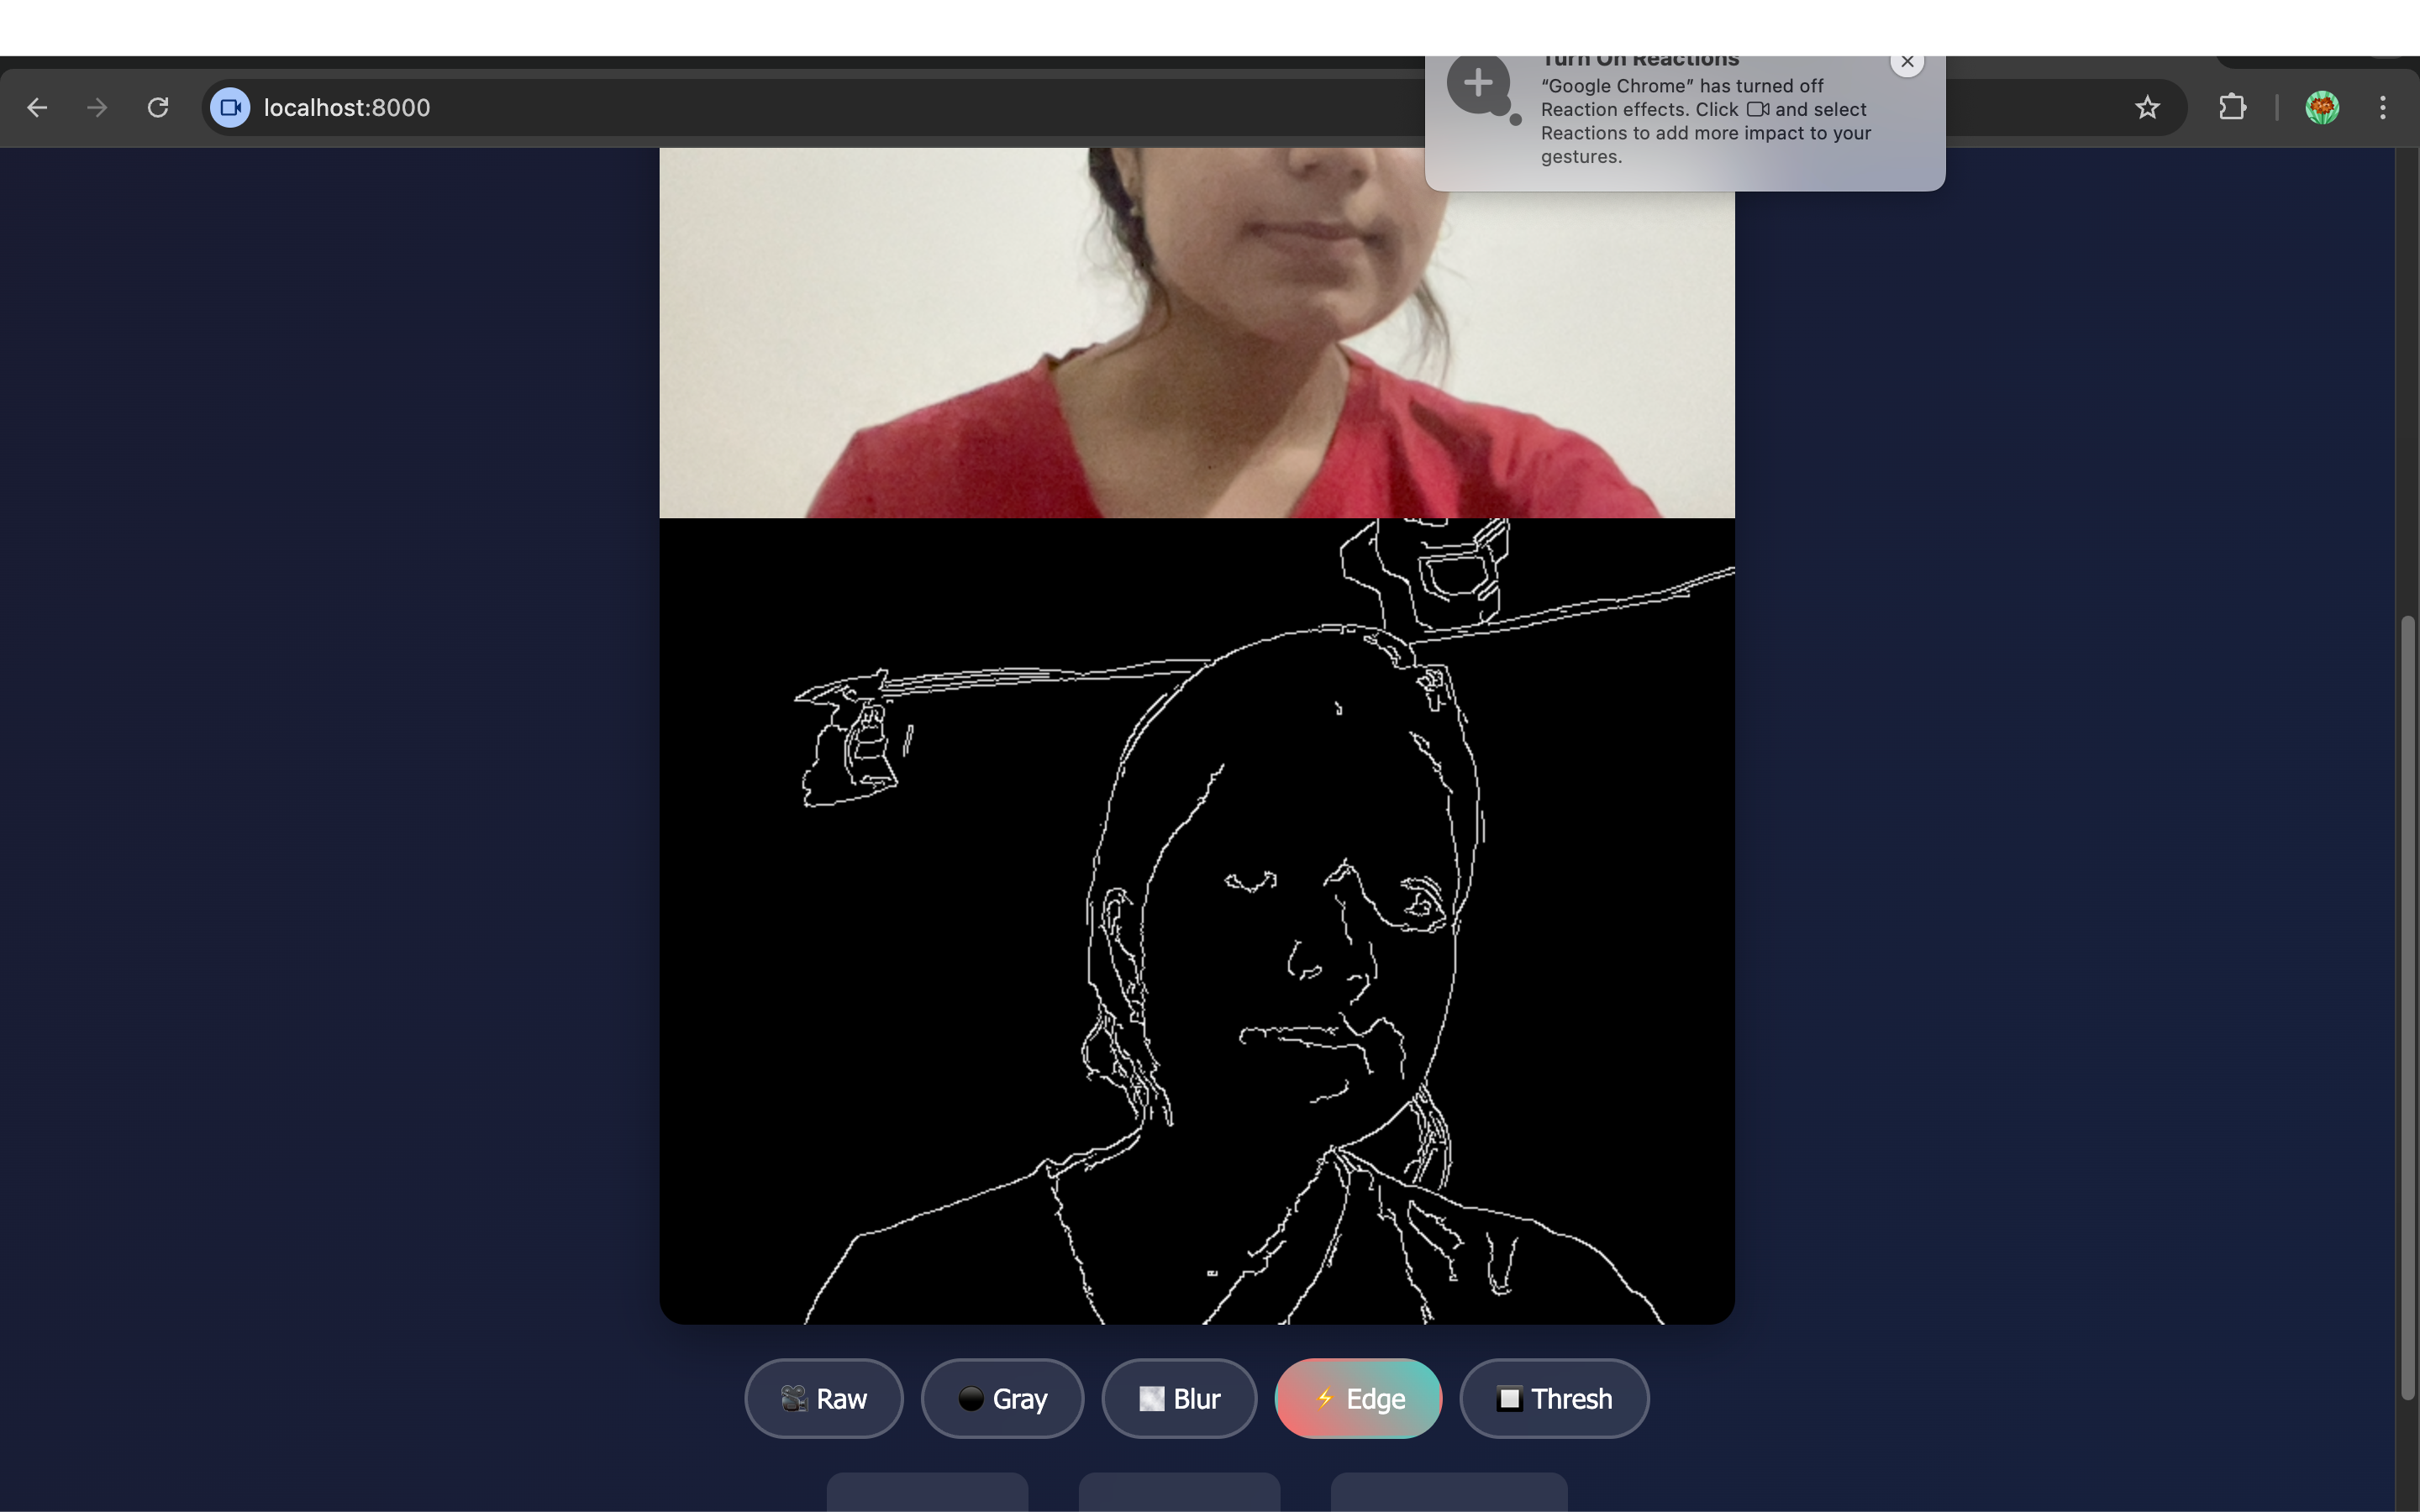 Turn On Reactions
“Google Chrome” has turned off
Reaction effects. Click and select
Reactions to add more impact to your
gestures.
localhost:8000
Raw
Gray
Blur
Edge
Thresh